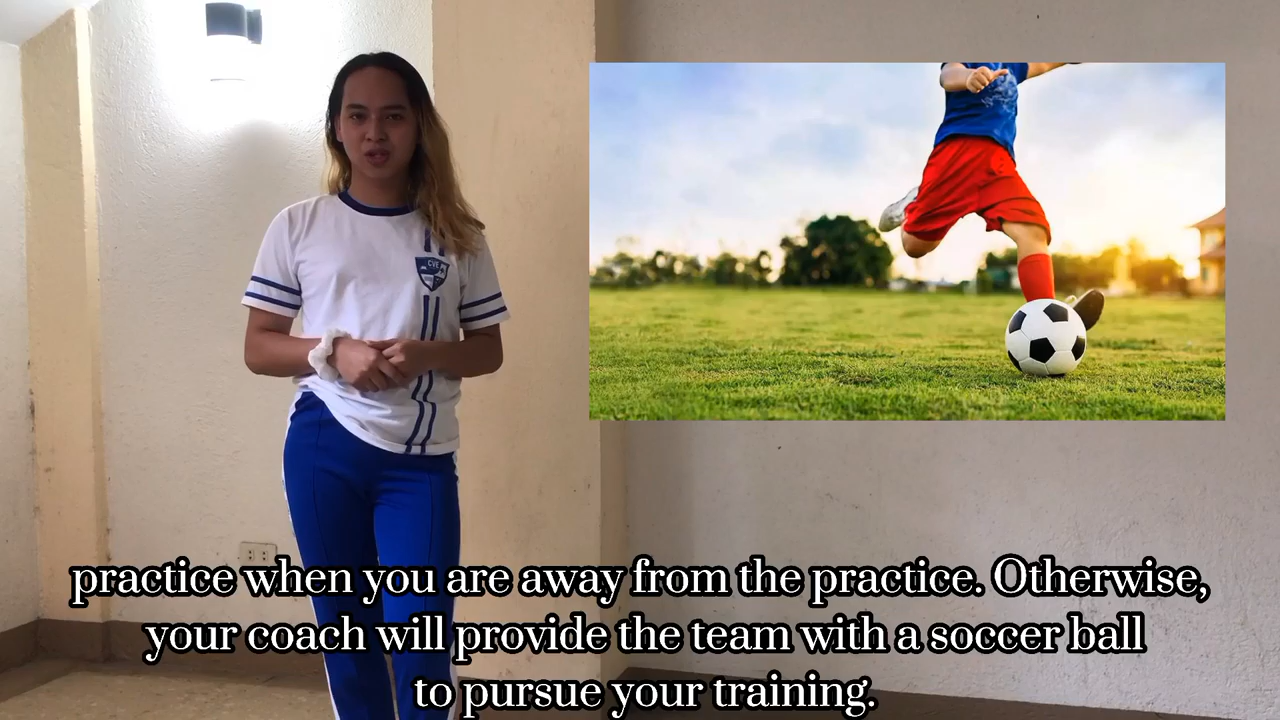 CVE
practice when you are away from the practice. Otherwise,
your coach will provide the team with a soccer ball
to pursue your training.